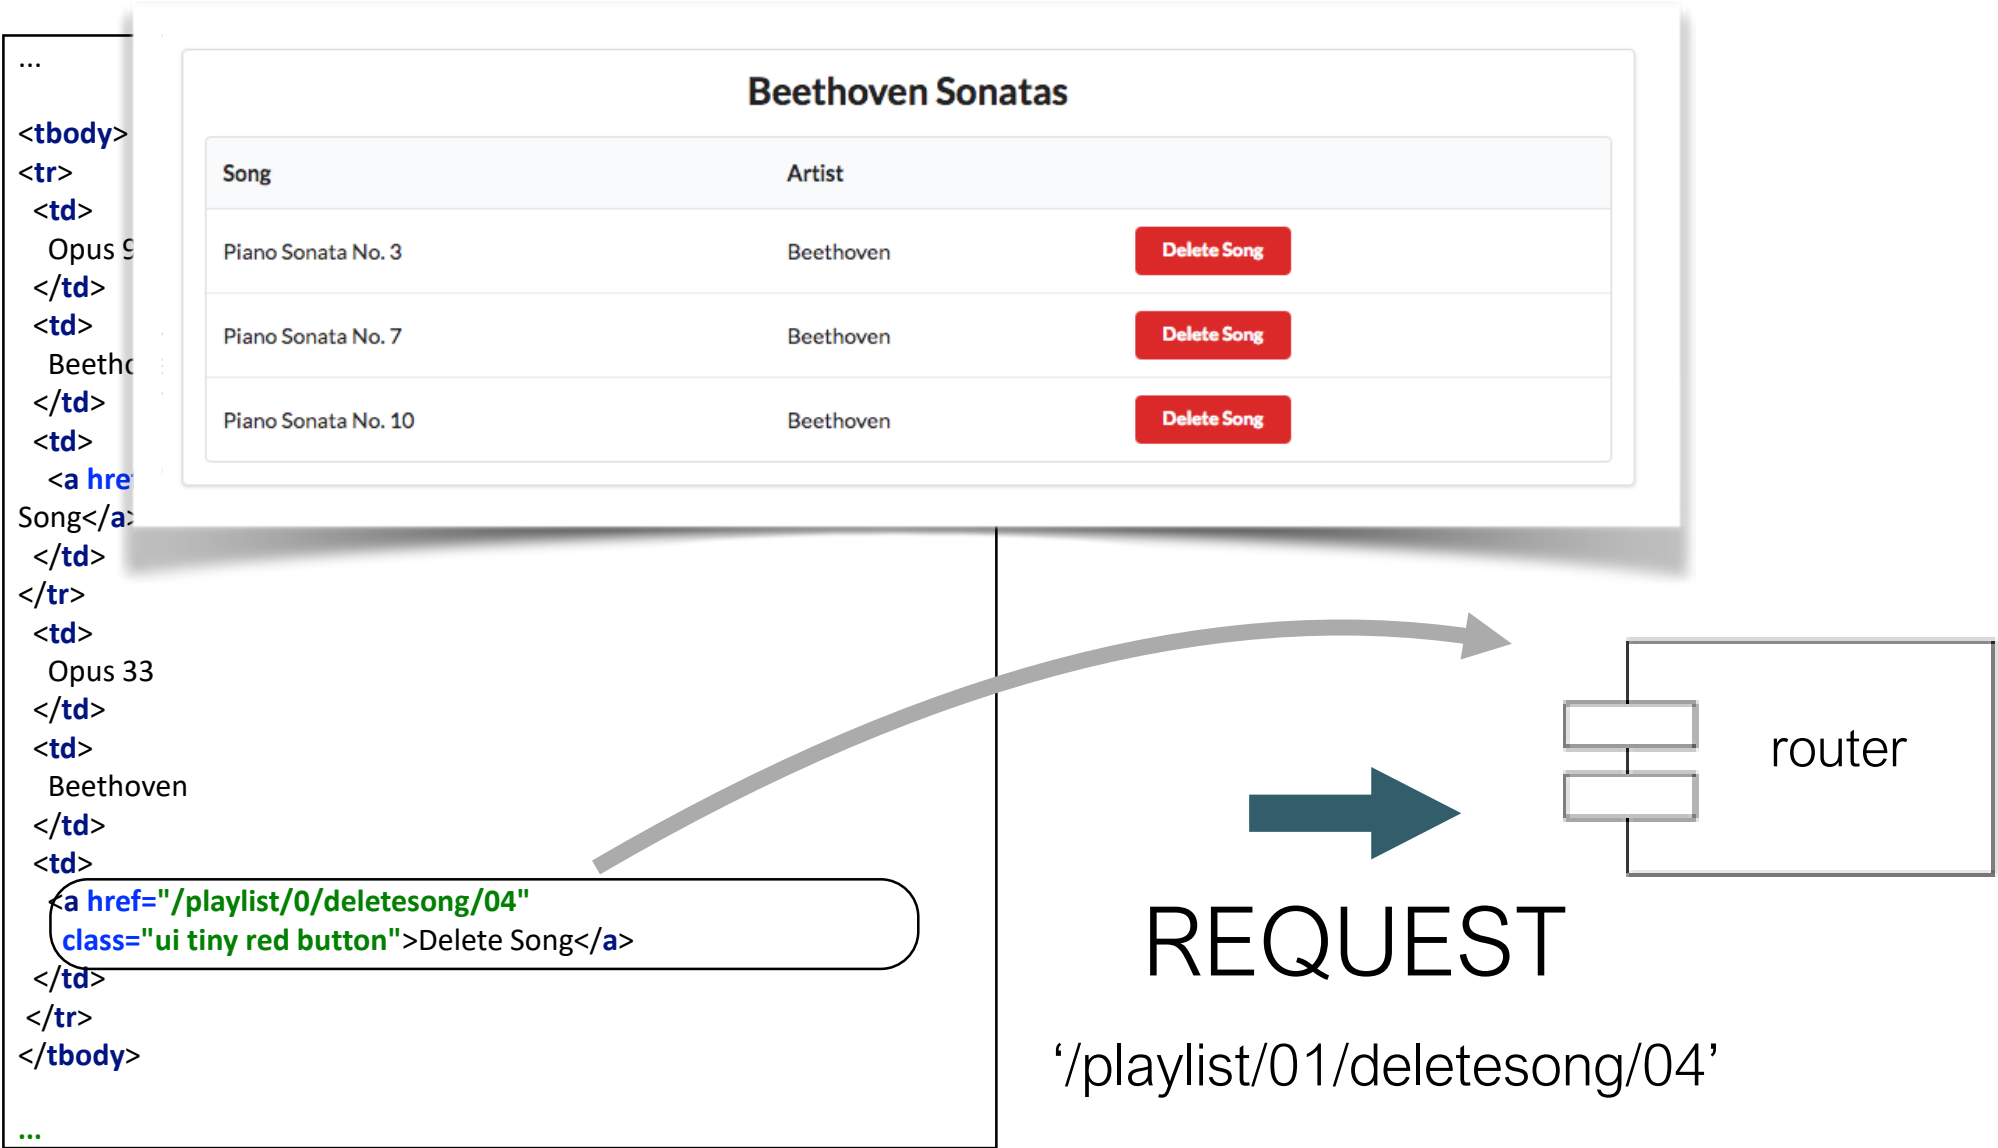 ...
<tbody>
<tr>
<td>
Opus 9
</td>
<td>
</td>
<td>
<a
Song</a>
</td>
</tr>
<td>
Opus 33
</td>
<td>
Beethoven
</td>
<td>
<a href="/playlist/0/deletesong/04"
class="ui tiny red button">Delete Song</a>
</td>
</tr>
</tbody>
...
Beethoven Sonatas
Song Artist
Piano Sonata No. 3 Beethoven Delete Song
Piano Sonata No. 7 Beethoven Delete Song
Piano Sonata No. 10 Beethoven Delete Song
router
REQUEST
‘/playlist/01/deletesong/04’